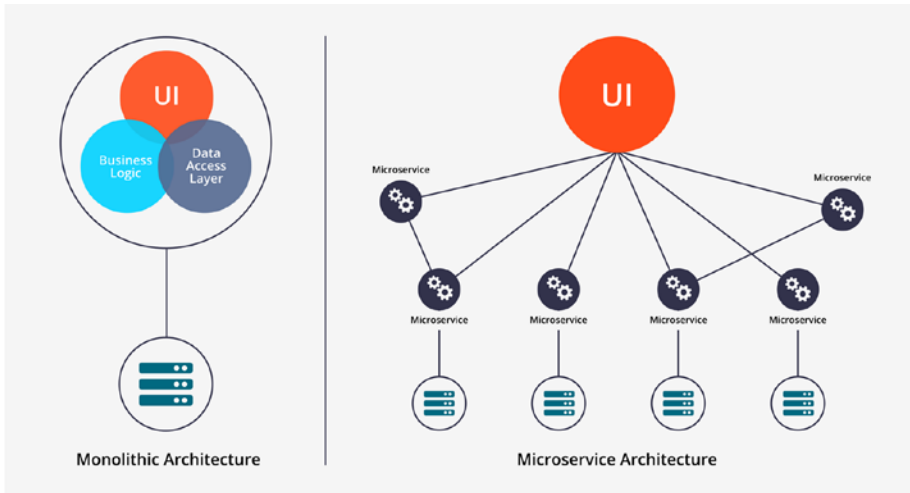 UI
Business
Logic
Data
Access
Layer
Monolithic Architecture
UI
Microservice
Microservice
Microservice
Microservice
Microservice
Microservice
Microservice Architecture